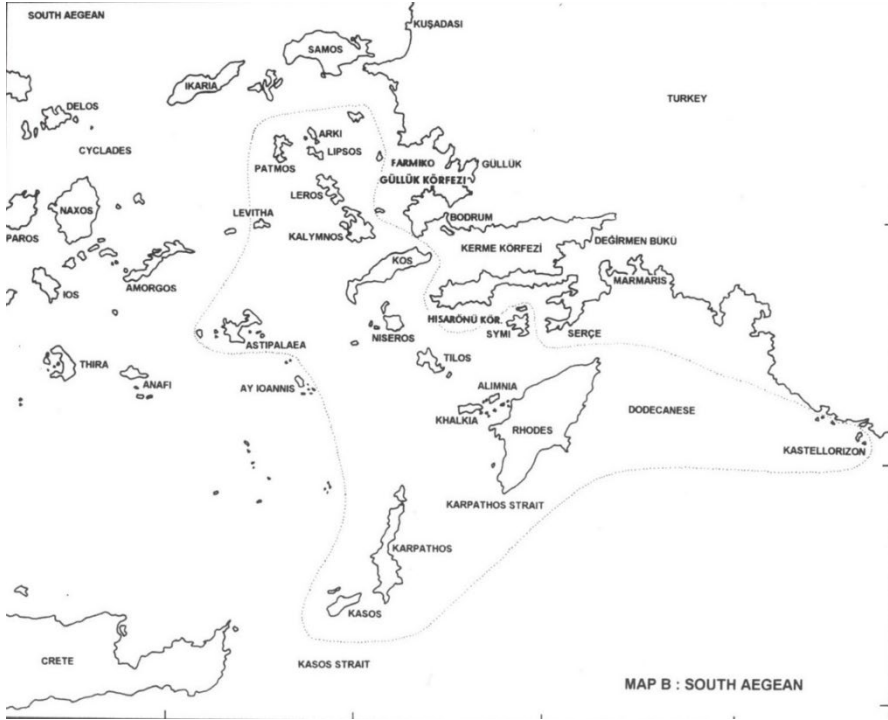 SOUTH AEGEAN
KUŞADASI
SAMOS
IKARIA
TURKEY
DELOS
CYCLADES
ARKI
LIPSOS
PATMOS
FARMIKO
GÜLLÜK
GÜLLÜK KÖRFEZİ
LEROS
NAXOS
LEVITHA
BODRUM
PAROS
KALYMNOS
KERME KÖRFEZİ
DEĞİRMEN BÜKÜ
KOS
MARMARIS
AMORGOS
IOS
HISARÖNÜ KÖR.
SYMI
SERÇE
NISEROS
ASTIPALAEA
TILOS
THIRA
ANAFI
AY IOANNIS
ALIMNIA
KHALKIA
RHODES
DODECANESE
KASTELLORIZON
KARPATHOS STRAIT
KARPATHOS
KASOS
CRETE
KASOS STRAIT
MAP B : SOUTH AEGEAN